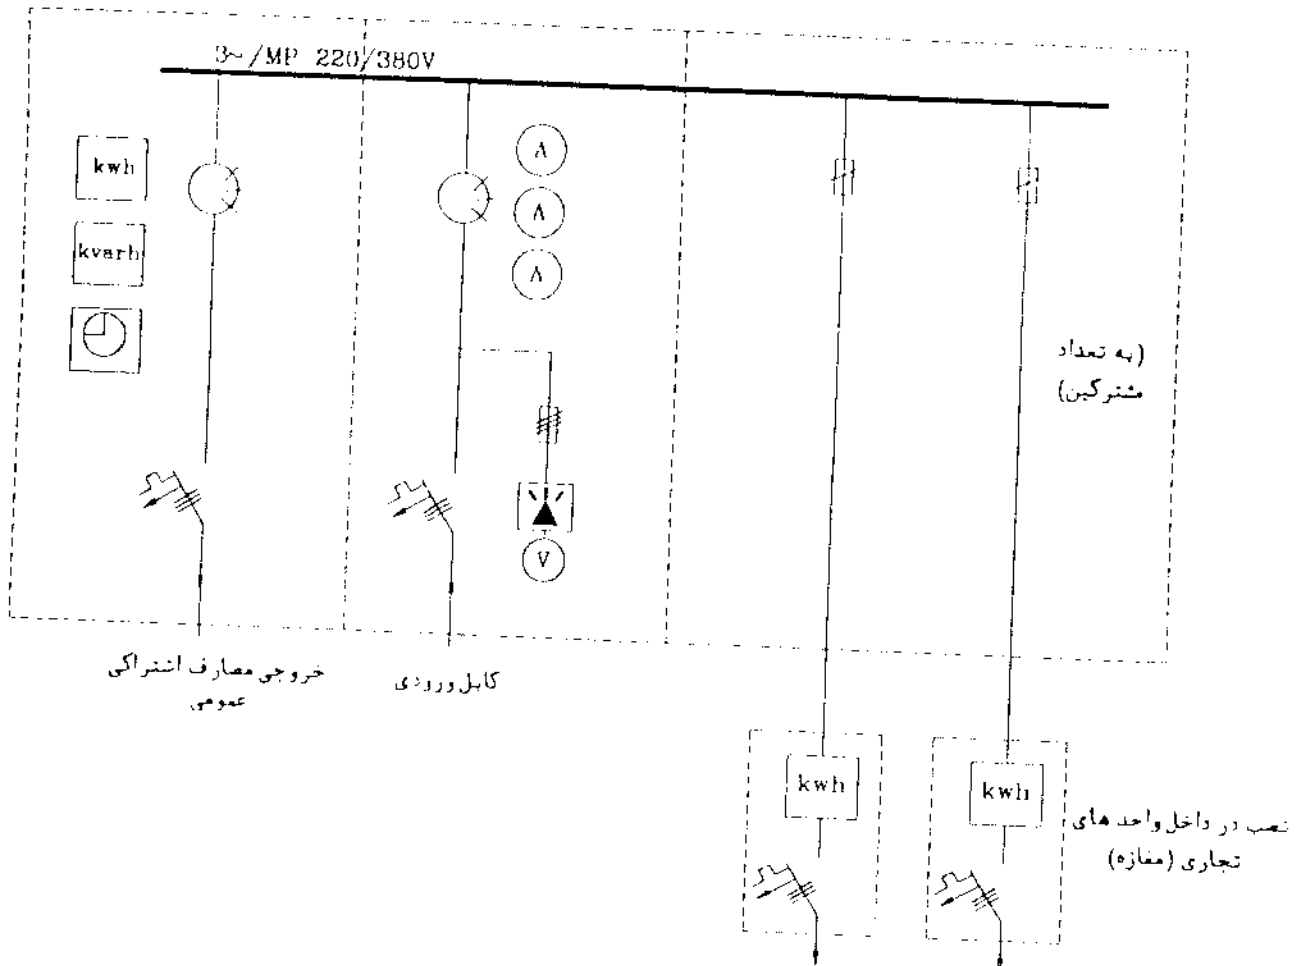 3~/MP 220/380V
kwh
kvarh
A
A
A
V
(به تعداد
مشترکین)
خروجی مصارف اشتراکی
عمومی
کابل ورودی
kwh
kwh
نصب در داخل واحد های
تجاری (مغازه)